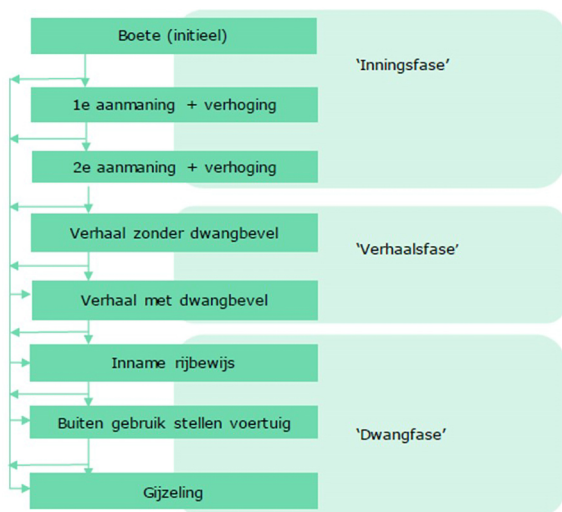 Boete (initieel)
'Inningsfase'
1e aanmaning + verhoging
2e aanmaning + verhoging
Verhaal zonder dwangbevel
'Verhaalsfase'
Verhaal met dwangbevel
Inname rijbewijs
Buiten gebruik stellen voertuig
'Dwangfase'
Gijzeling